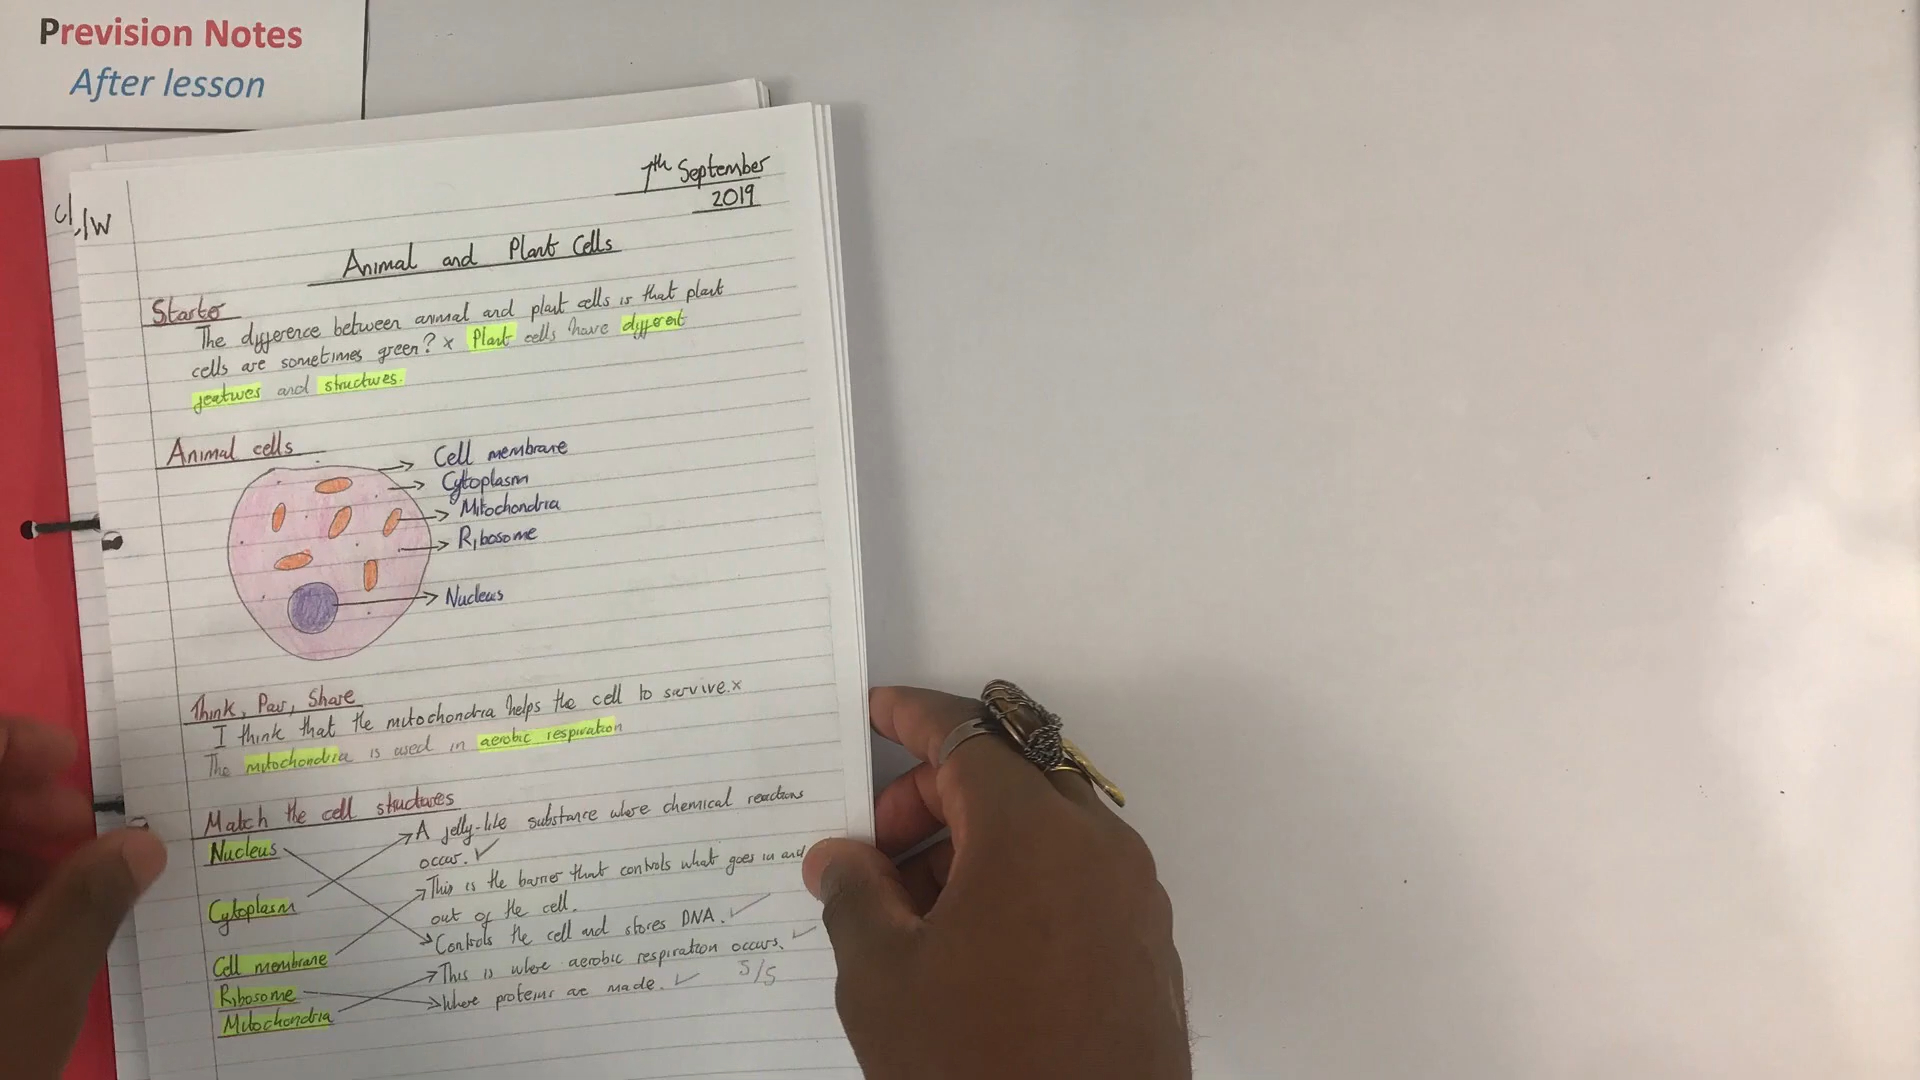 Prevision Notes
After lesson
7th September
2019
C/W
Animal and Plant Cells
Starter
The difference between animal and plant cells is that plant
cells are sometimes green? x Plant cells have different
features and structures.
Animal cells
Cell membrane
Cytoplasm
Mitochondria
Ribosome
Nucleus
Think, Pair, Share
I think that the mitochondria helps the cell to survive. x
The mitochondria is used in aerobic respiration
Match the cell structures
Nucleus
A jelly-like substance where chemical reactions
occur. ✓
Cytoplasm
This is the barrier that controls what goes in and
out of the cell.
Controls the cell and stores DNA. ✓
Cell membrane
This is where aerobic respiration occurs. ✓
Ribosome
Where proteins are made. ✓ 5/5
Mitochondria